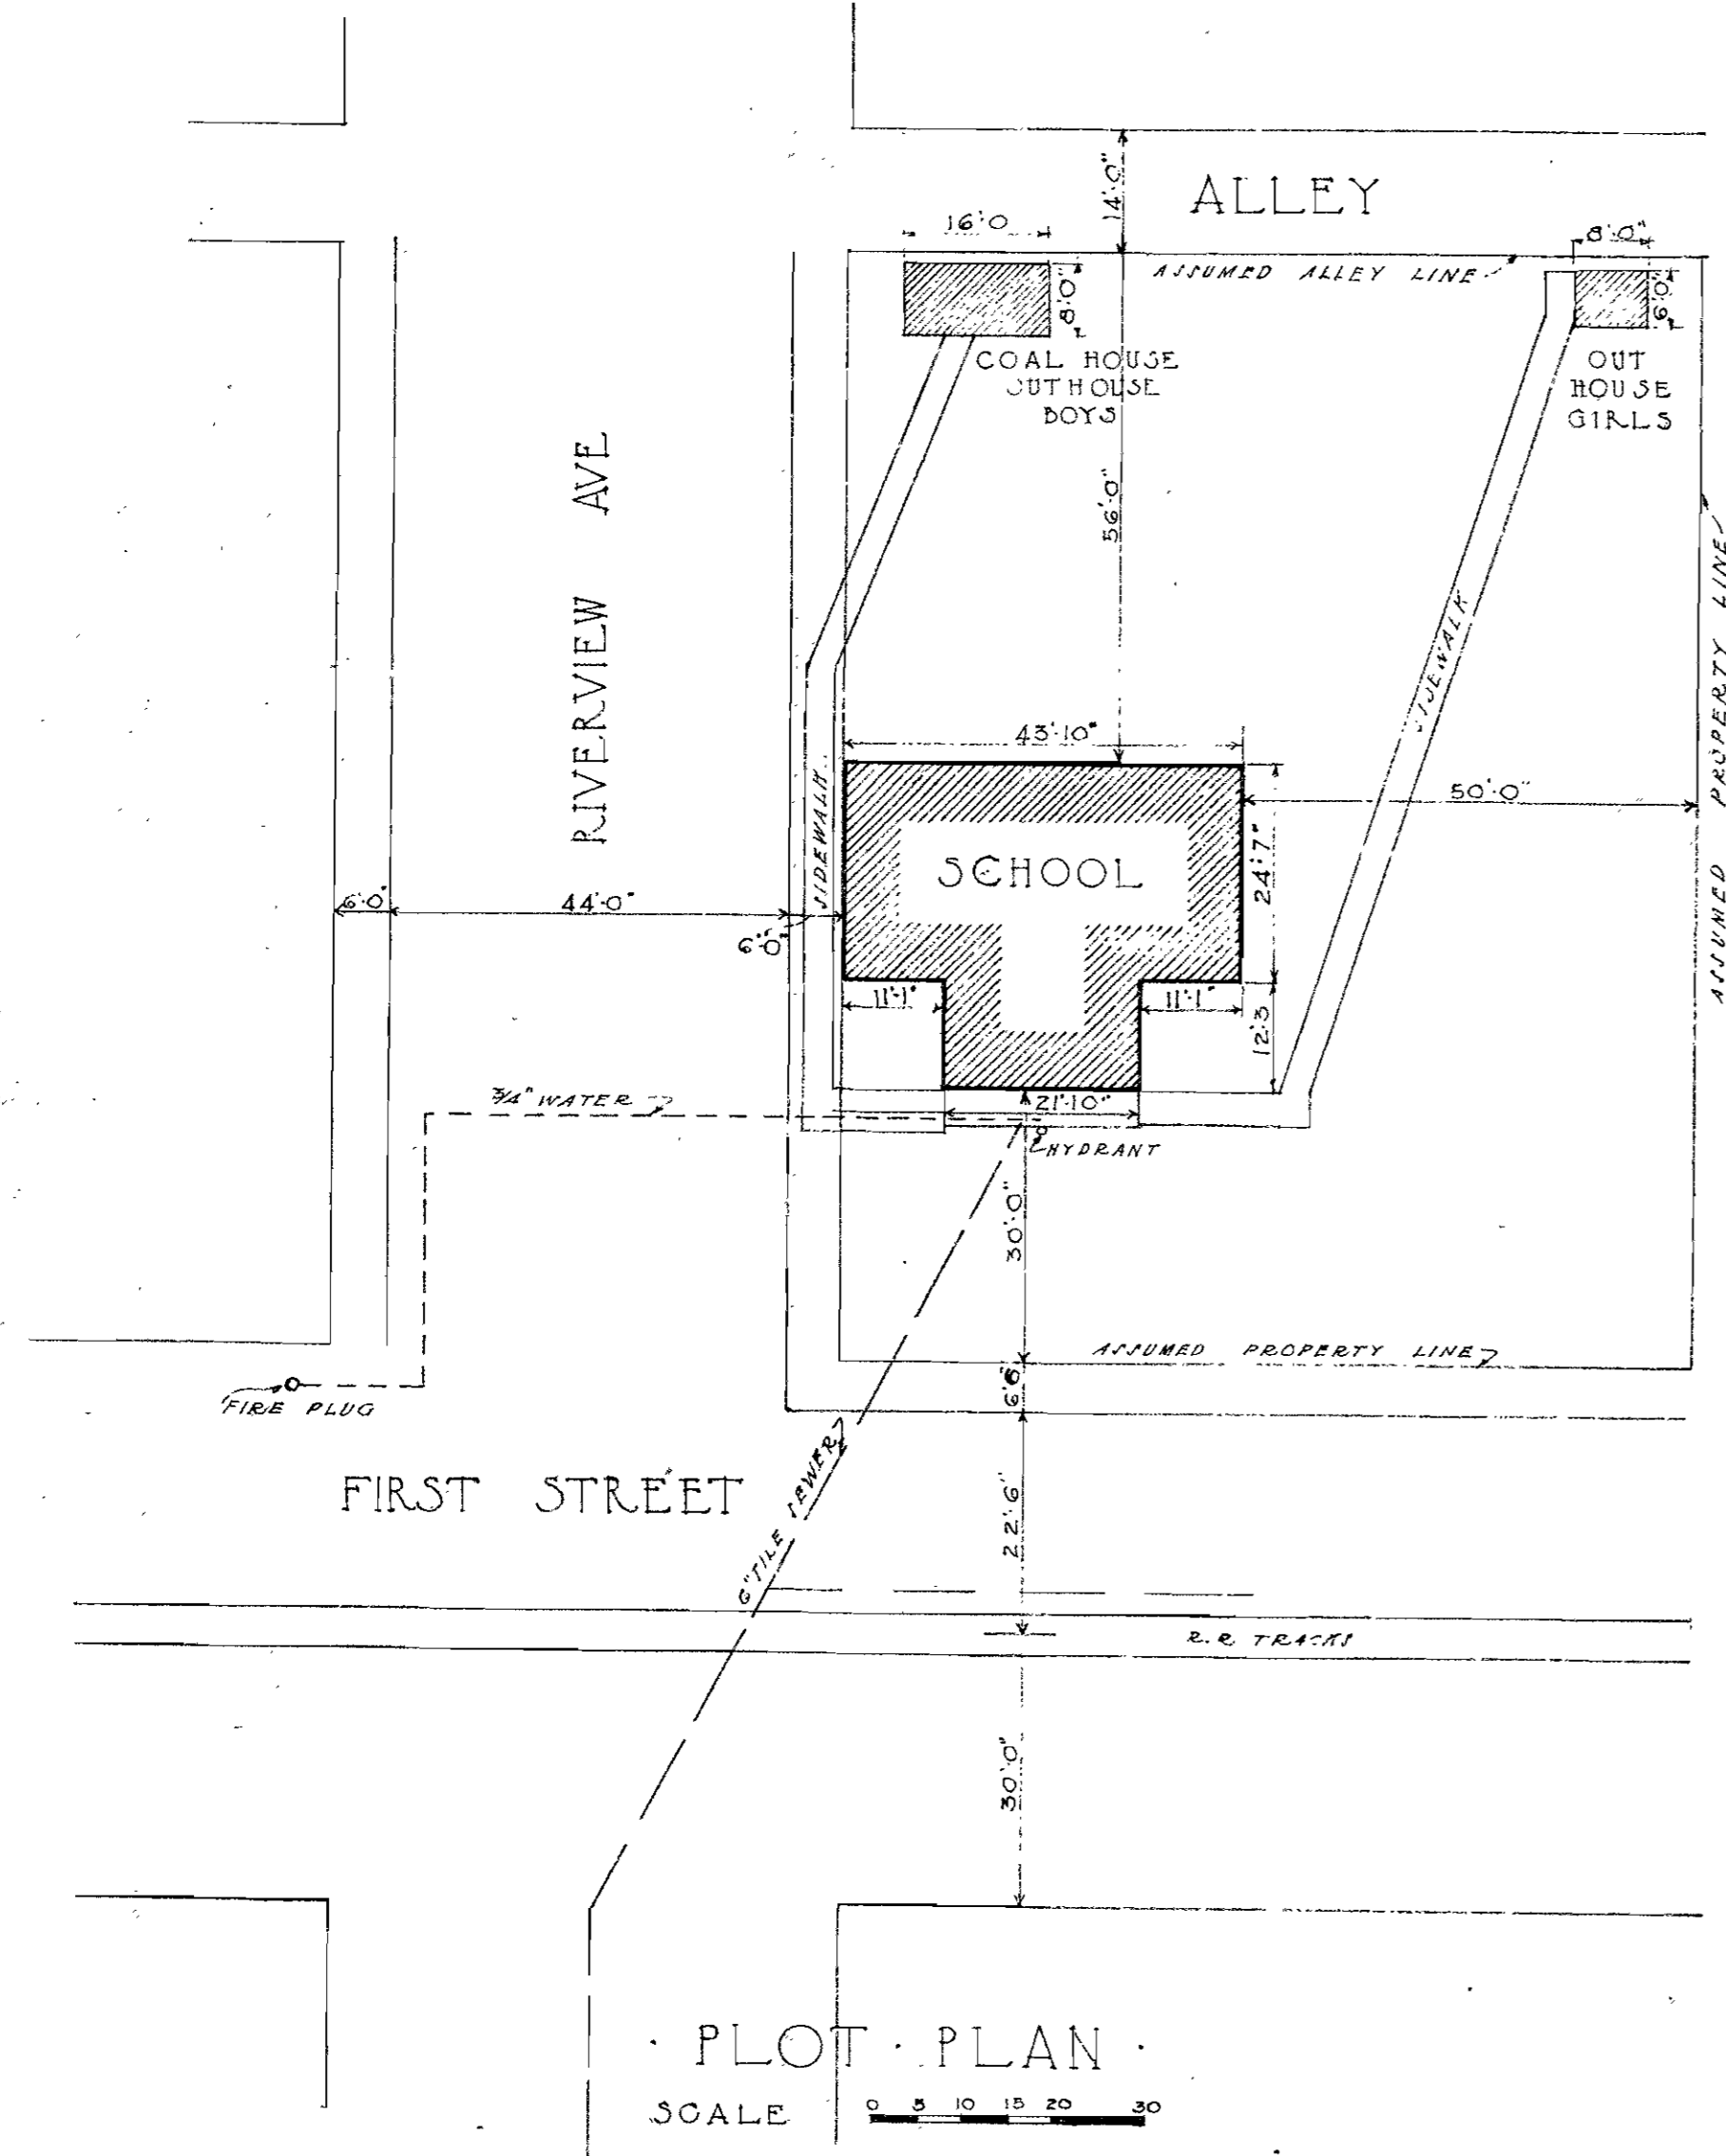 ALLEY
14'-0"
16'-0
8'-0"
ASSUMED ALLEY LINE
8'-0"
6'-0"
COAL HOUSE
OUTHOUSE
BOYS
OUT
HOUSE
GIRLS
56'-0"
RIVERVIEW AVE
SIDEWALK
ASSUMED PROPERTY LINE
43'-10"
50'-0"
SIDEWALK
SCHOOL
24'-7"
6'-0"
44'-0"
6'-0"
11'-1"
11'-1"
12'-3
3/4" WATER
21'-10"
HYDRANT
30'-0"
ASSUMED PROPERTY LINE
FIRE PLUG
FIRST STREET
6" TILE SEWER
22'-6"
R.R TRACKS
30'-0"
· PLOT · PLAN ·
SCALE 0 5 10 15 20 30